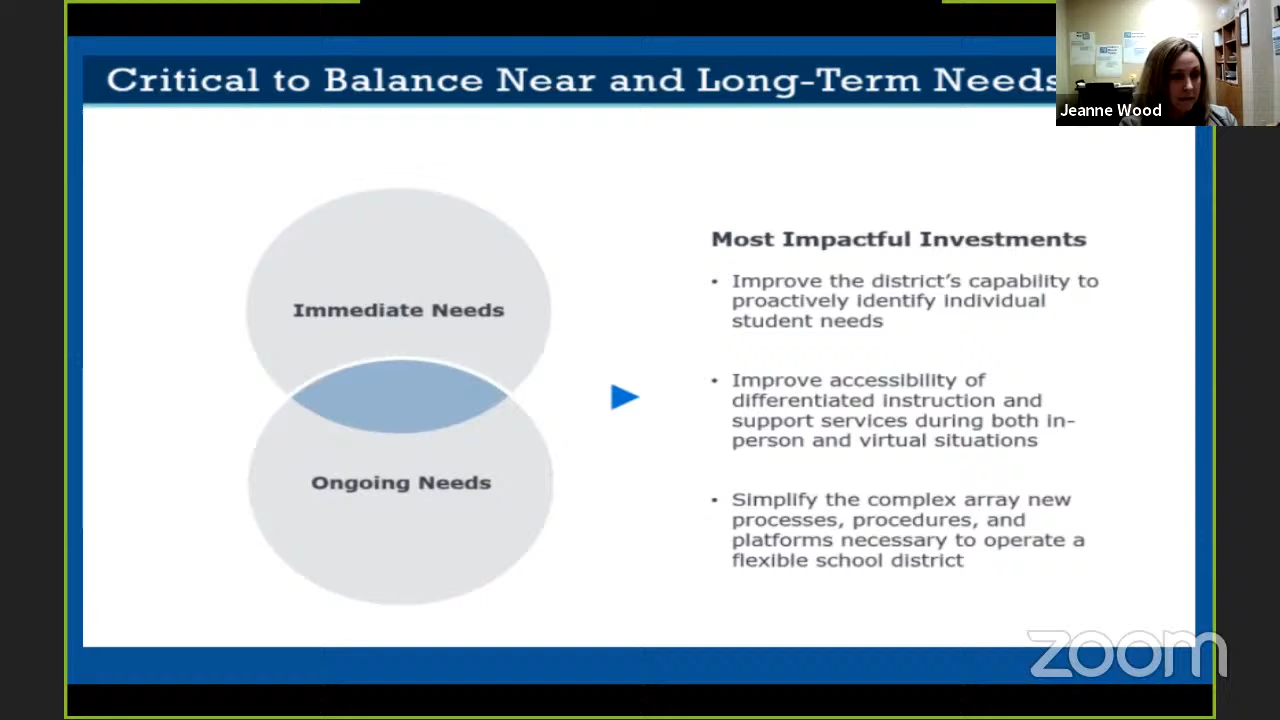 Critical to Balance Near and Long-Term Needs
Jeanne Wood
Immediate Needs
Ongoing Needs
Most Impactful Investments
• Improve the district's capability to
proactively identify individual
student needs
• Improve accessibility of
differentiated instruction and
support services during both in-
person and virtual situations
• Simplify the complex array new
processes, procedures, and
platforms necessary to operate a
flexible school district
zoom